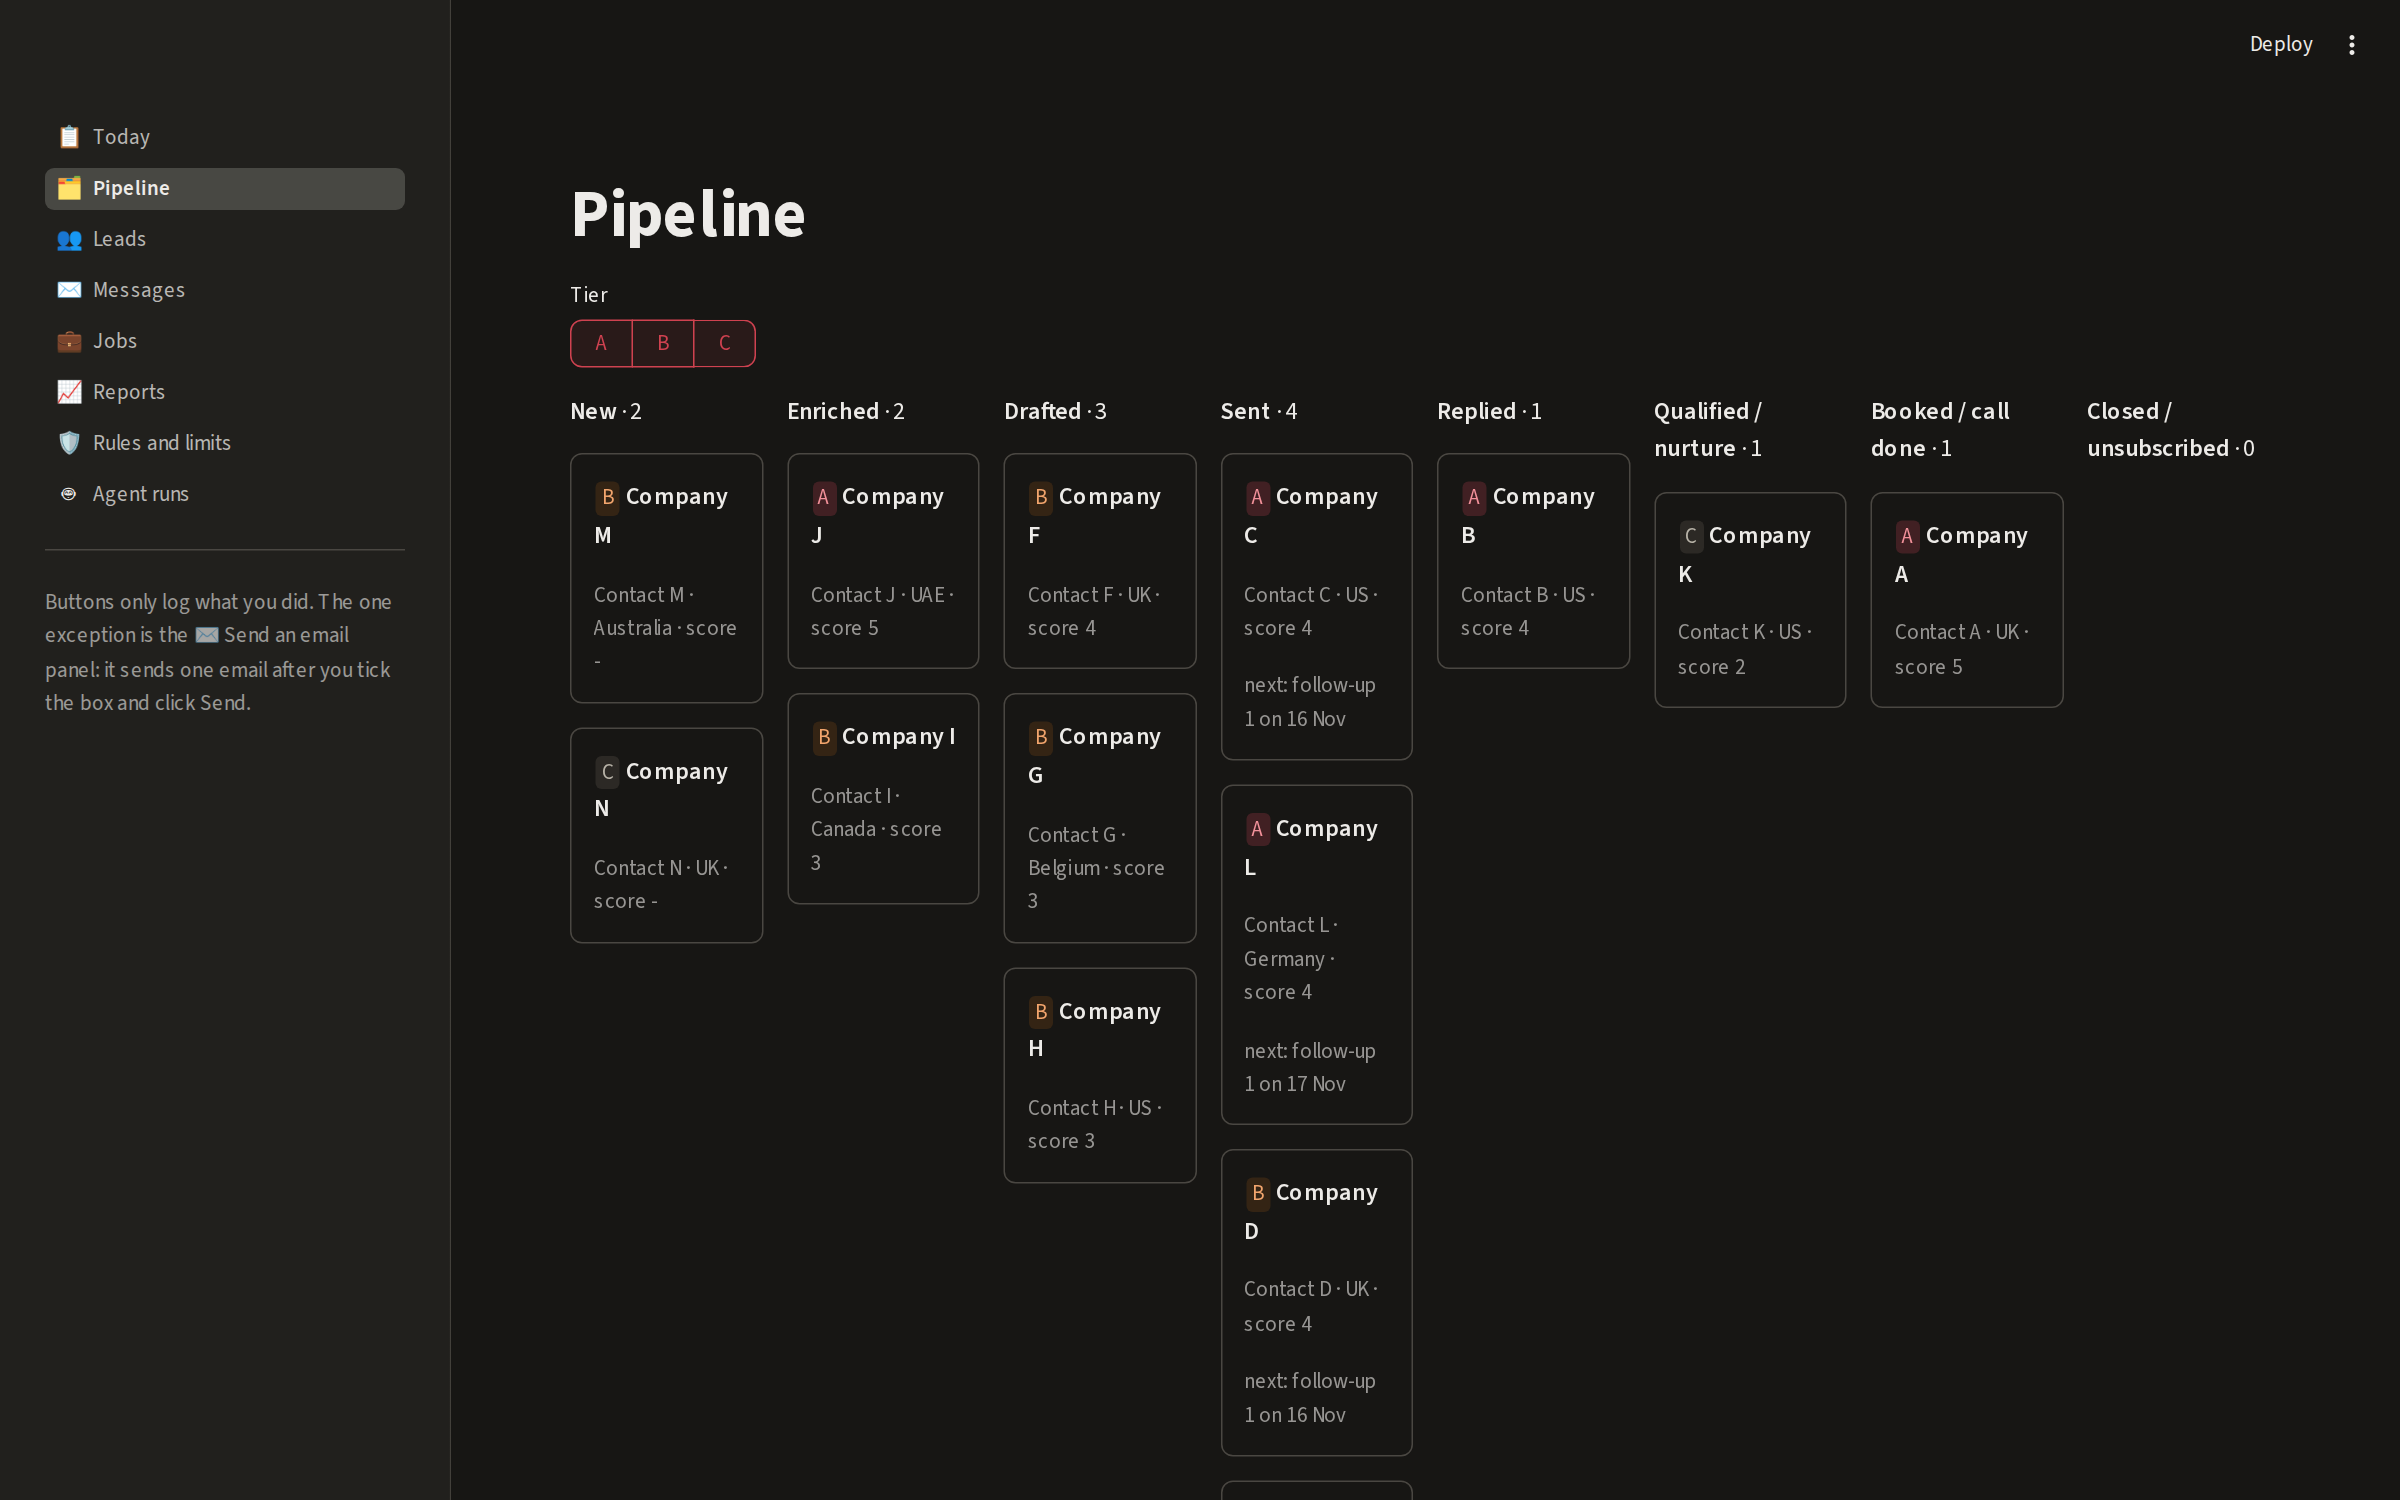 Deploy
Today
Pipeline
Leads
Messages
Jobs
Reports
Rules and limits
Agent runs
Buttons only log what you did. The one
exception is the ✉️ Send an email
panel: it sends one email after you tick
the box and click Send.
Pipeline
Tier
A B C
New · 2
B Company
M
Contact M ·
Australia · score
-
C Company
N
Contact N · UK ·
score -
Enriched · 2
A Company
J
Contact J · UAE ·
score 5
B Company I
Contact I ·
Canada · score
3
Drafted · 3
B Company
F
Contact F · UK ·
score 4
B Company
G
Contact G ·
Belgium · score
3
B Company
H
Contact H · US ·
score 3
Sent · 4
A Company
C
Contact C · US ·
score 4
next: follow-up
1 on 16 Nov
A Company
L
Contact L ·
Germany ·
score 4
next: follow-up
1 on 17 Nov
B Company
D
Contact D · UK ·
score 4
next: follow-up
1 on 16 Nov
Replied · 1
A Company
B
Contact B · US ·
score 4
Qualified /
nurture · 1
C Company
K
Contact K · US ·
score 2
Booked / call
done · 1
A Company
A
Contact A · UK ·
score 5
Closed /
unsubscribed · 0